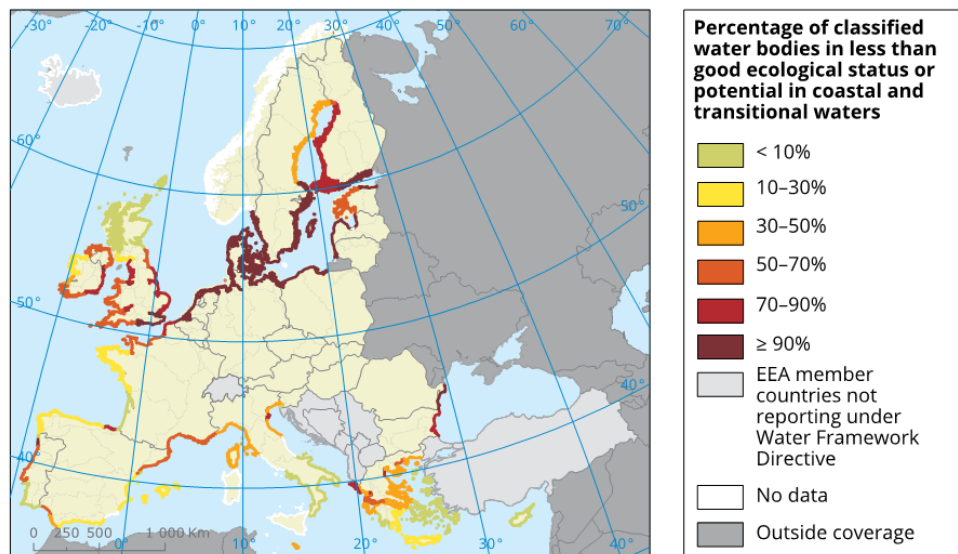 -30°
-20°
-10°
0°
10°
20°
30°
40°
50°
60°
70°
60°
50°
50°
40°
40°
0
500
1 000 Km
0°
10°
20°
30°
40°
Percentage of classified
water bodies in less than
good ecological status or
potential in coastal and
transitional waters
< 10%
10–30%
30–50%
50–70%
70–90%
≥ 90%
EEA member
countries not
reporting under
Water Framework
Directive
No data
Outside coverage